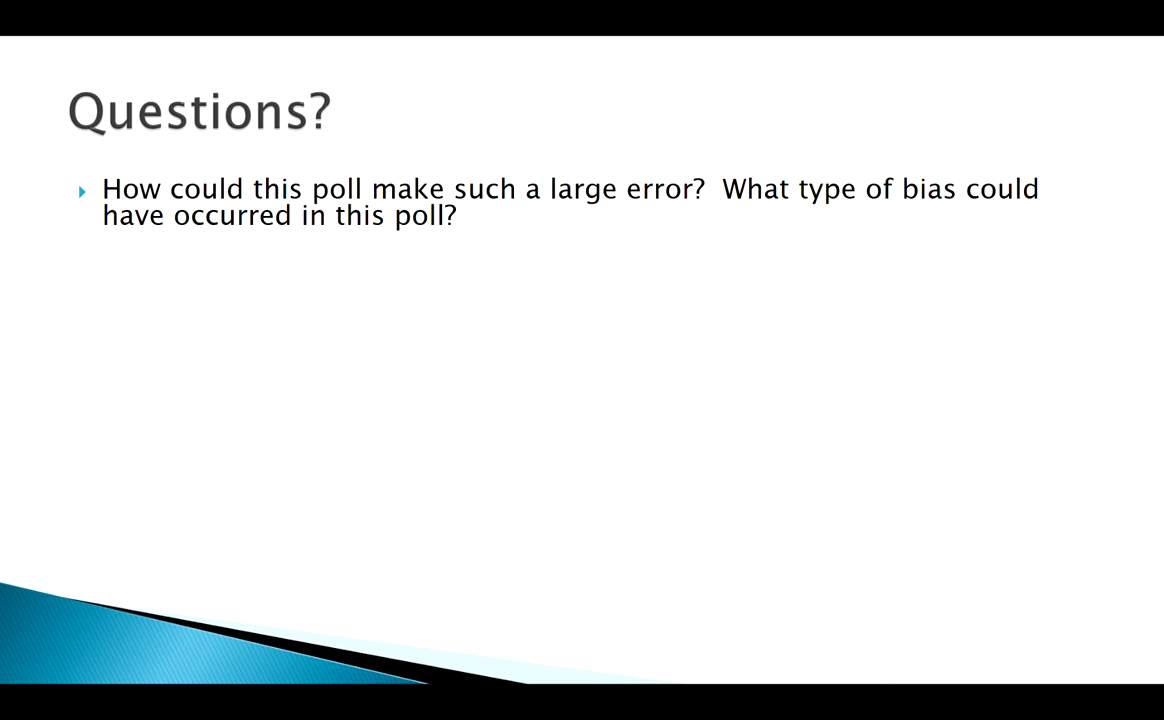 Questions?
How could this poll make such a large error?  What type of bias could
have occurred in this poll?